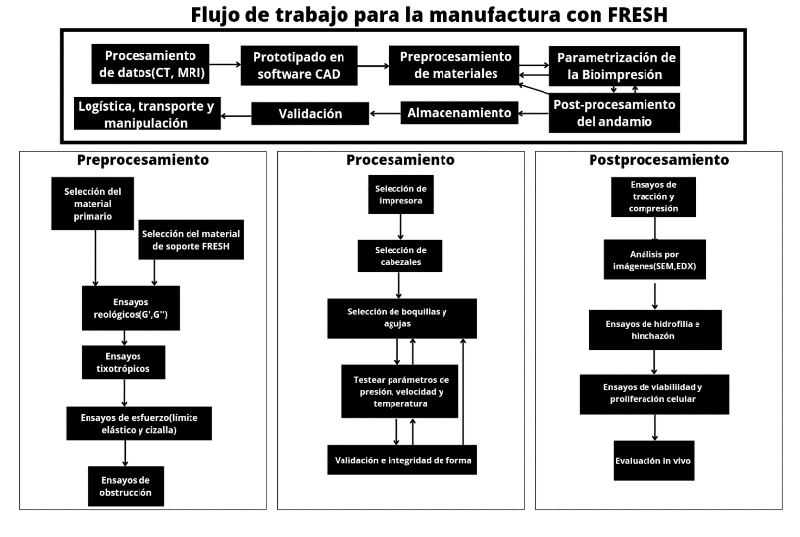 Flujo de trabajo para la manufactura con FRESH
Procesamiento
de datos(CT, MRI)
Prototipado en
software CAD
Preprocesamiento
de materiales
Parametrización de
la Bioimpresión
Logística, transporte y
manipulación
Validación
Almacenamiento
Post-procesamiento
del andamio
Preprocesamiento
Selección del
material
primario
Selección del material
de soporte FRESH
Ensayos
reológicos(G',G'')
Ensayos
tixotrópicos
Ensayos de esfuerzo(límite
elástico y cizalla)
Ensayos de
obstrucción
Procesamiento
Selección de
impresora
Selección de
cabezales
Selección de boquillas y
agujas
Testear parámetros de
presión, velocidad y
temperatura
Validación e integridad de forma
Postprocesamiento
Ensayos de
tracción y
compresión
Análisis por
imágenes(SEM,EDX)
Ensayos de hidrofilia e
hinchazón
Ensayos de viabiliidad y
proliferación celular
Evaluación in vivo